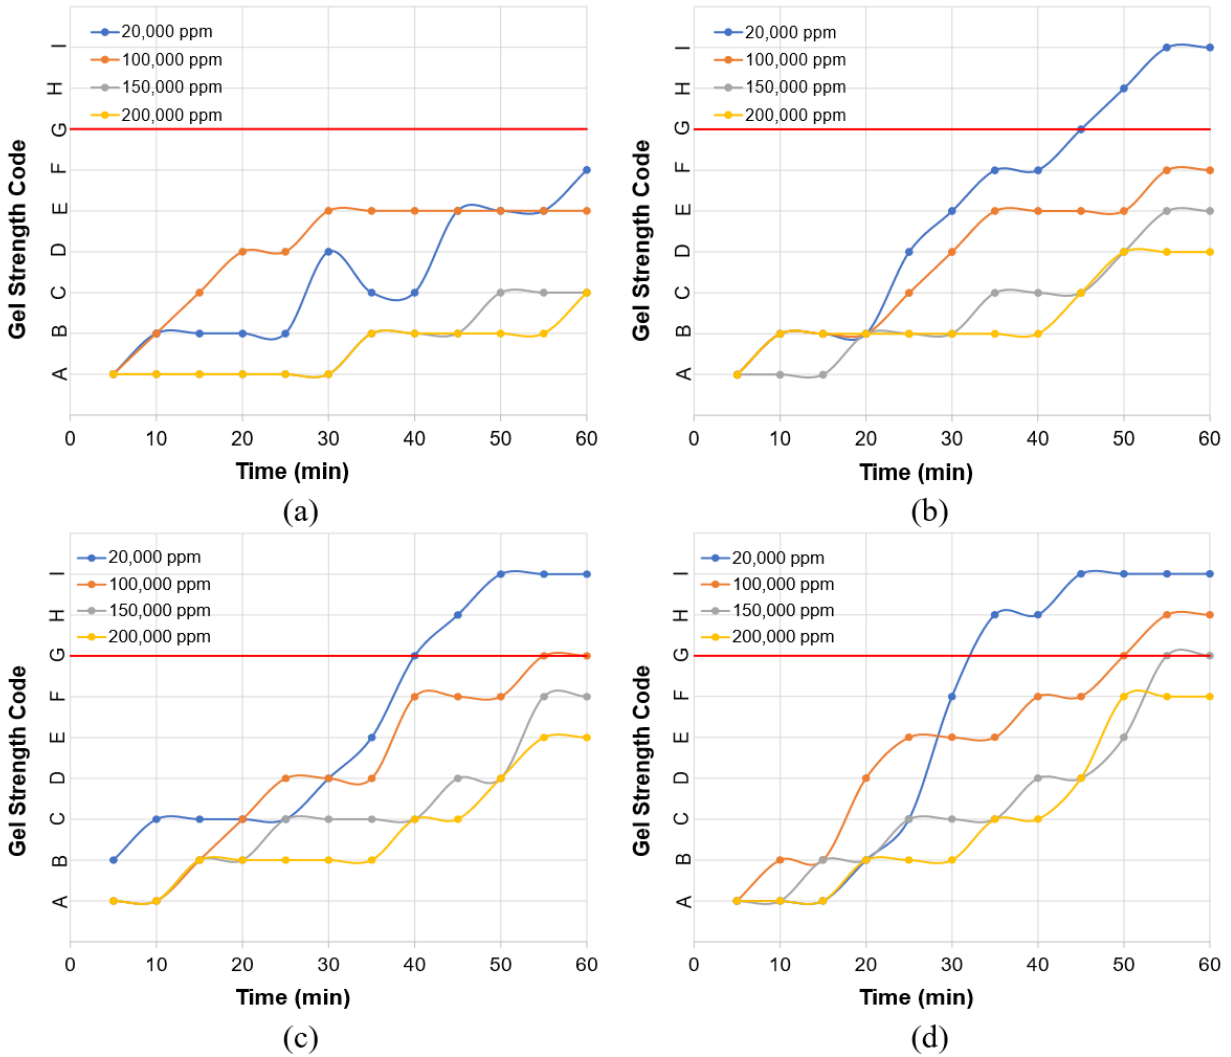 20,000 ppm
100,000 ppm
150,000 ppm
200,000 ppm
Gel Strength Code
I
H
G
F
E
D
C
B
A
0 10 20 30 40 50 60
Time (min)
(a)
20,000 ppm
100,000 ppm
150,000 ppm
200,000 ppm
Gel Strength Code
I
H
G
F
E
D
C
B
A
0 10 20 30 40 50 60
Time (min)
(b)
20,000 ppm
100,000 ppm
150,000 ppm
200,000 ppm
Gel Strength Code
I
H
G
F
E
D
C
B
A
0 10 20 30 40 50 60
Time (min)
(c)
20,000 ppm
100,000 ppm
150,000 ppm
200,000 ppm
Gel Strength Code
I
H
G
F
E
D
C
B
A
0 10 20 30 40 50 60
Time (min)
(d)